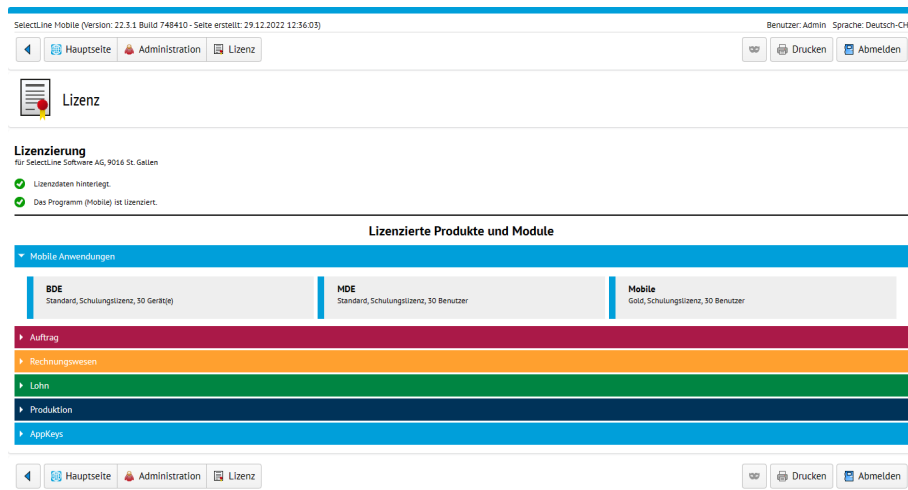 SelectLine Mobile (Version: 22.3.1 Build 748410 - Seite erstellt: 29.12.2022 12:36:03) Benutzer: Admin Sprache: Deutsch-CH
Hauptseite Administration Lizenz Drucken Abmelden
Lizenz
Lizenzierung
für SelectLine Software AG, 9016 St. Gallen
Lizenzdaten hinterlegt.
Das Programm (Mobile) ist lizenziert.
Lizenzierte Produkte und Module
Mobile Anwendungen
BDE MDE Mobile
Standard, Schulungslizenz, 30 Gerät(e) Standard, Schulungslizenz, 30 Benutzer Gold, Schulungslizenz, 30 Benutzer
Auftrag
Rechnungswesen
Lohn
Produktion
AppKeys
Hauptseite Administration Lizenz Drucken Abmelden